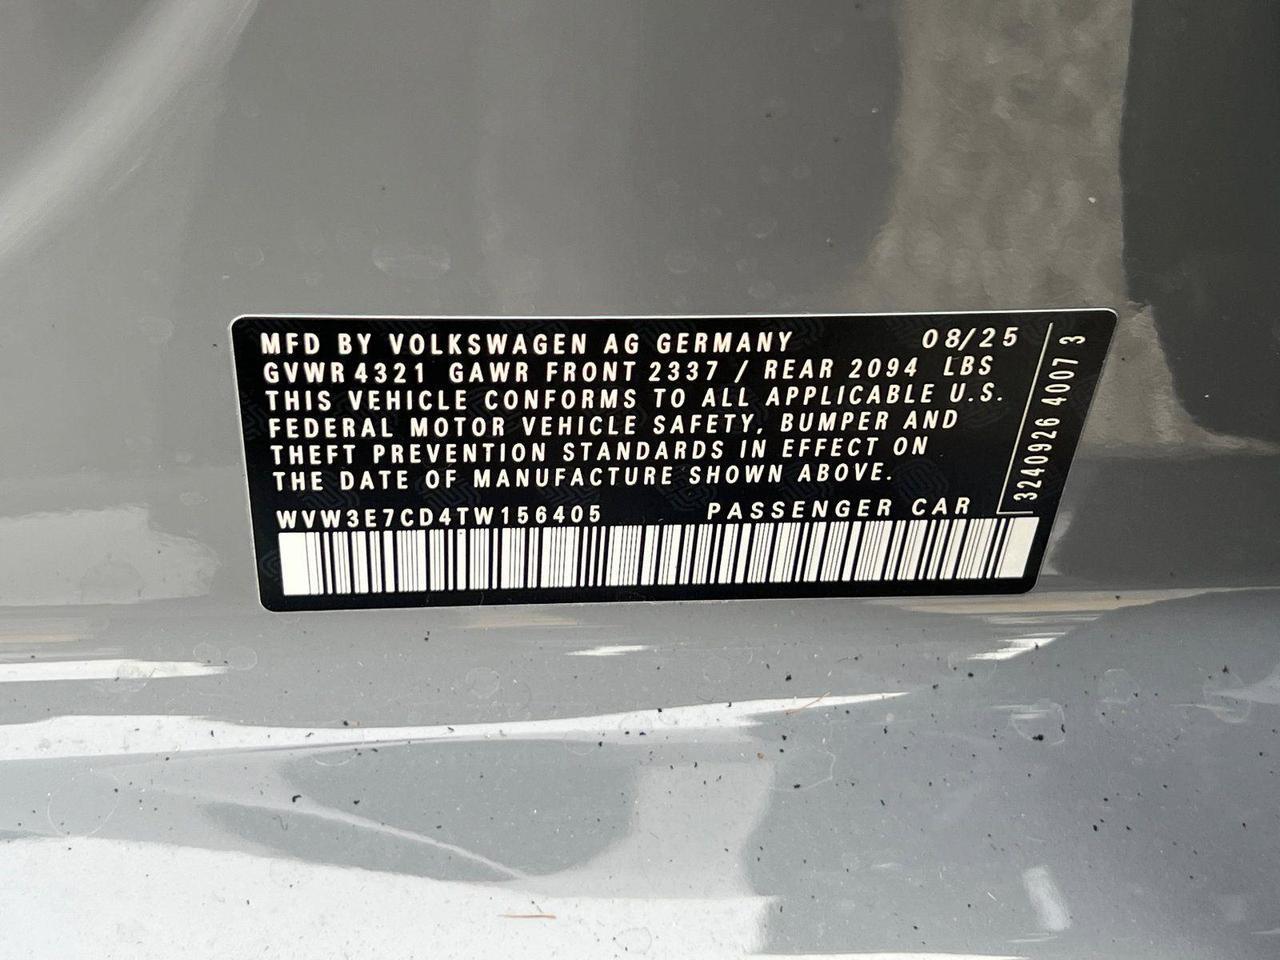 MFD BY VOLKSWAGEN AG GERMANY 08/25
GVWR 4321 GAWR FRONT 2337 / REAR 2094 LBS
THIS VEHICLE CONFORMS TO ALL APPLICABLE U.S.
FEDERAL MOTOR VEHICLE SAFETY, BUMPER AND
THEFT PREVENTION STANDARDS IN EFFECT ON
THE DATE OF MANUFACTURE SHOWN ABOVE.
WVW3E7CD4TW156405 PASSENGER CAR
3240926 4007 3